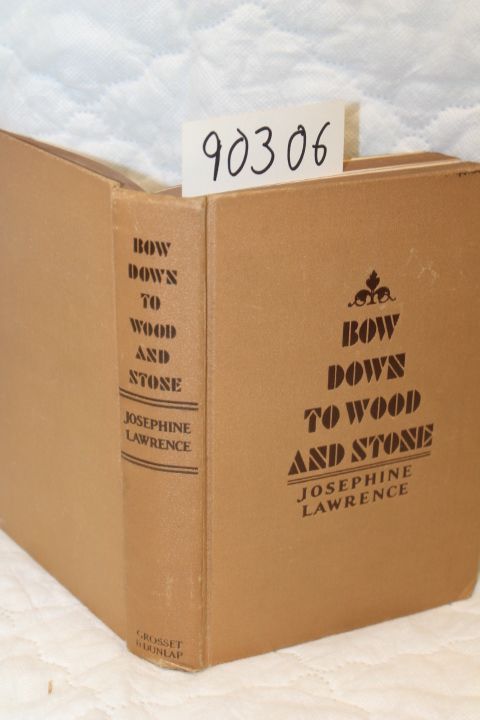 90306
BOW
DOWN
TO
WOOD
AND
STONE
JOSEPHINE
LAWRENCE
GROSSET
& DUNLAP
BOW
DOWN
TO WOOD
AND STONE
JOSEPHINE
LAWRENCE